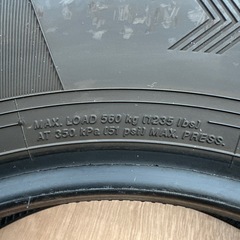 MAX. LOAD 560 kg (1235 lbs)
AT 350 kPa (51 psi) MAX. PRESS.